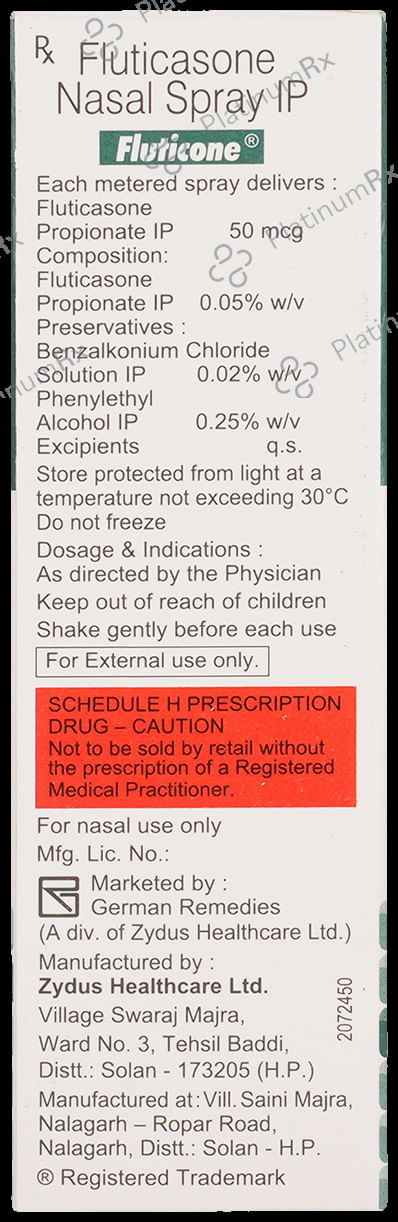 Rx Fluticasone
Nasal Spray IP
Fluticone®
Each metered spray delivers :
Fluticasone
Propionate IP 50 mcg
Composition:
Fluticasone
Propionate IP 0.05% w/v
Preservatives :
Benzalkonium Chloride
Solution IP 0.02% w/v
Phenylethyl
Alcohol IP 0.25% w/v
Excipients q.s.
Store protected from light at a
temperature not exceeding 30°C
Do not freeze
Dosage & Indications :
As directed by the Physician
Keep out of reach of children
Shake gently before each use
For External use only.
SCHEDULE H PRESCRIPTION
DRUG – CAUTION
Not to be sold by retail without
the prescription of a Registered
Medical Practitioner.
For nasal use only
Mfg. Lic. No.:
Marketed by :
German Remedies
(A div. of Zydus Healthcare Ltd.)
Manufactured by :
Zydus Healthcare Ltd.
Village Swaraj Majra,
Ward No. 3, Tehsil Baddi,
Distt.: Solan - 173205 (H.P.)
2072450
Manufactured at : Vill. Saini Majra,
Nalagarh – Ropar Road,
Nalagarh, Distt.: Solan - H.P.
® Registered Trademark
PlatinumRx
PlatinumRx
PlatinumRx